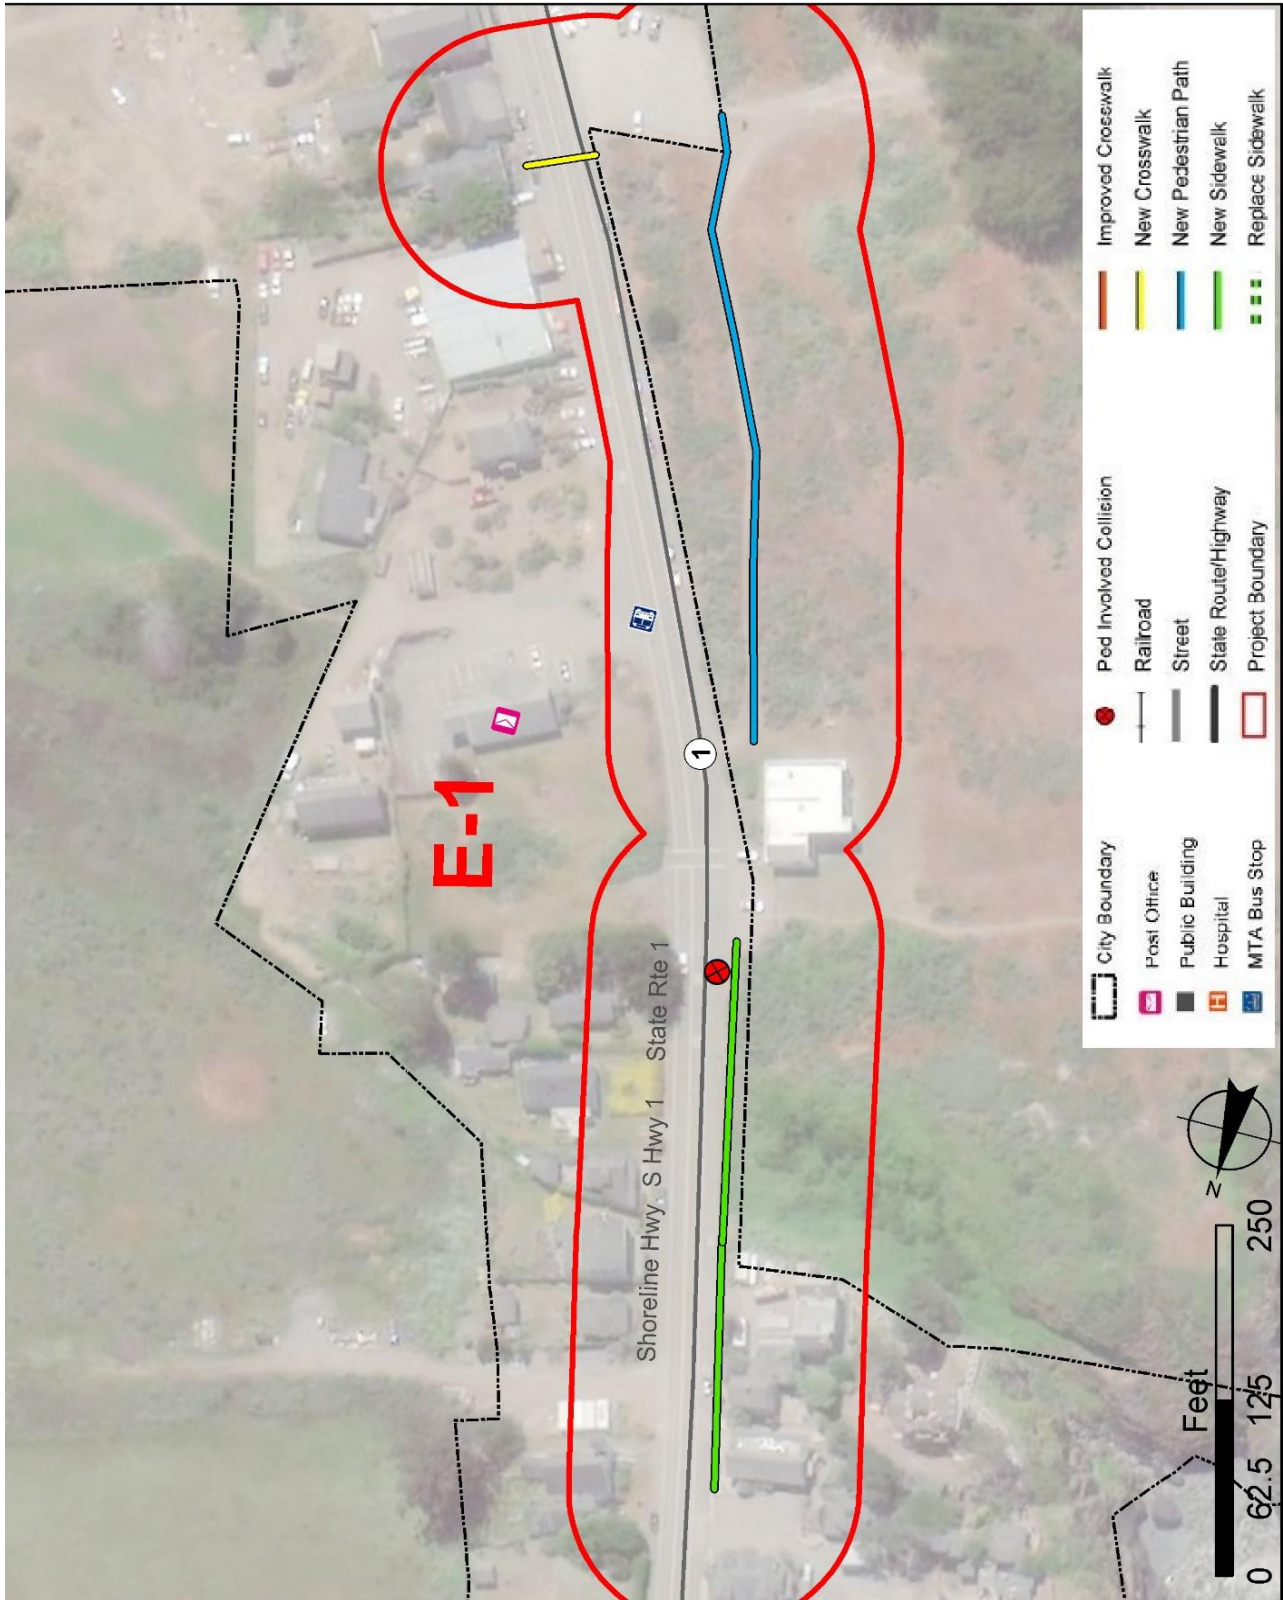 E-1
Shoreline Hwy. S Hwy 1 State Rte 1
1
N
Feet
0 62.5 125 250
City Boundary
Post Office
Public Building
Hospital
MTA Bus Stop
Ped Involved Collision
Railroad
Street
State Route/Highway
Project Boundary
Improved Crosswalk
New Crosswalk
New Pedestrian Path
New Sidewalk
Replace Sidewalk
H